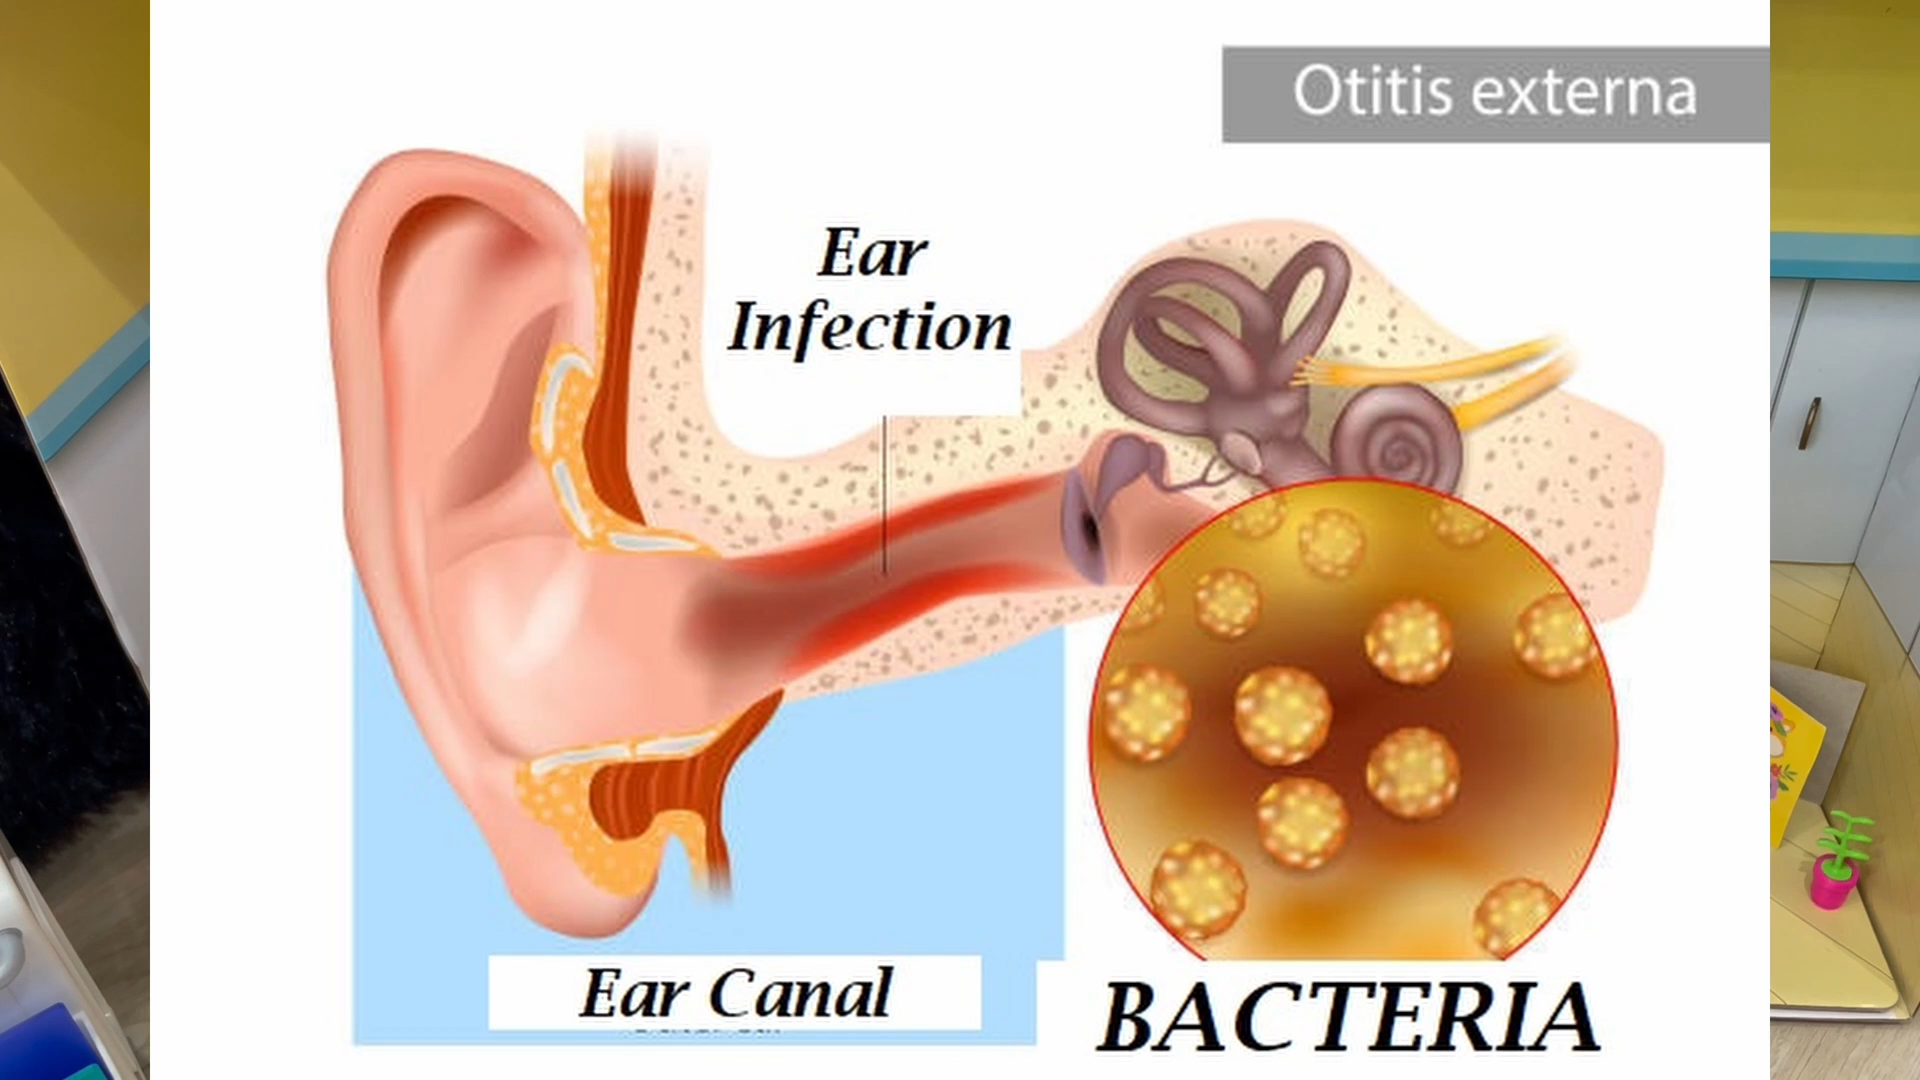 Otitis externa
Ear
Infection
Ear Canal
BACTERIA